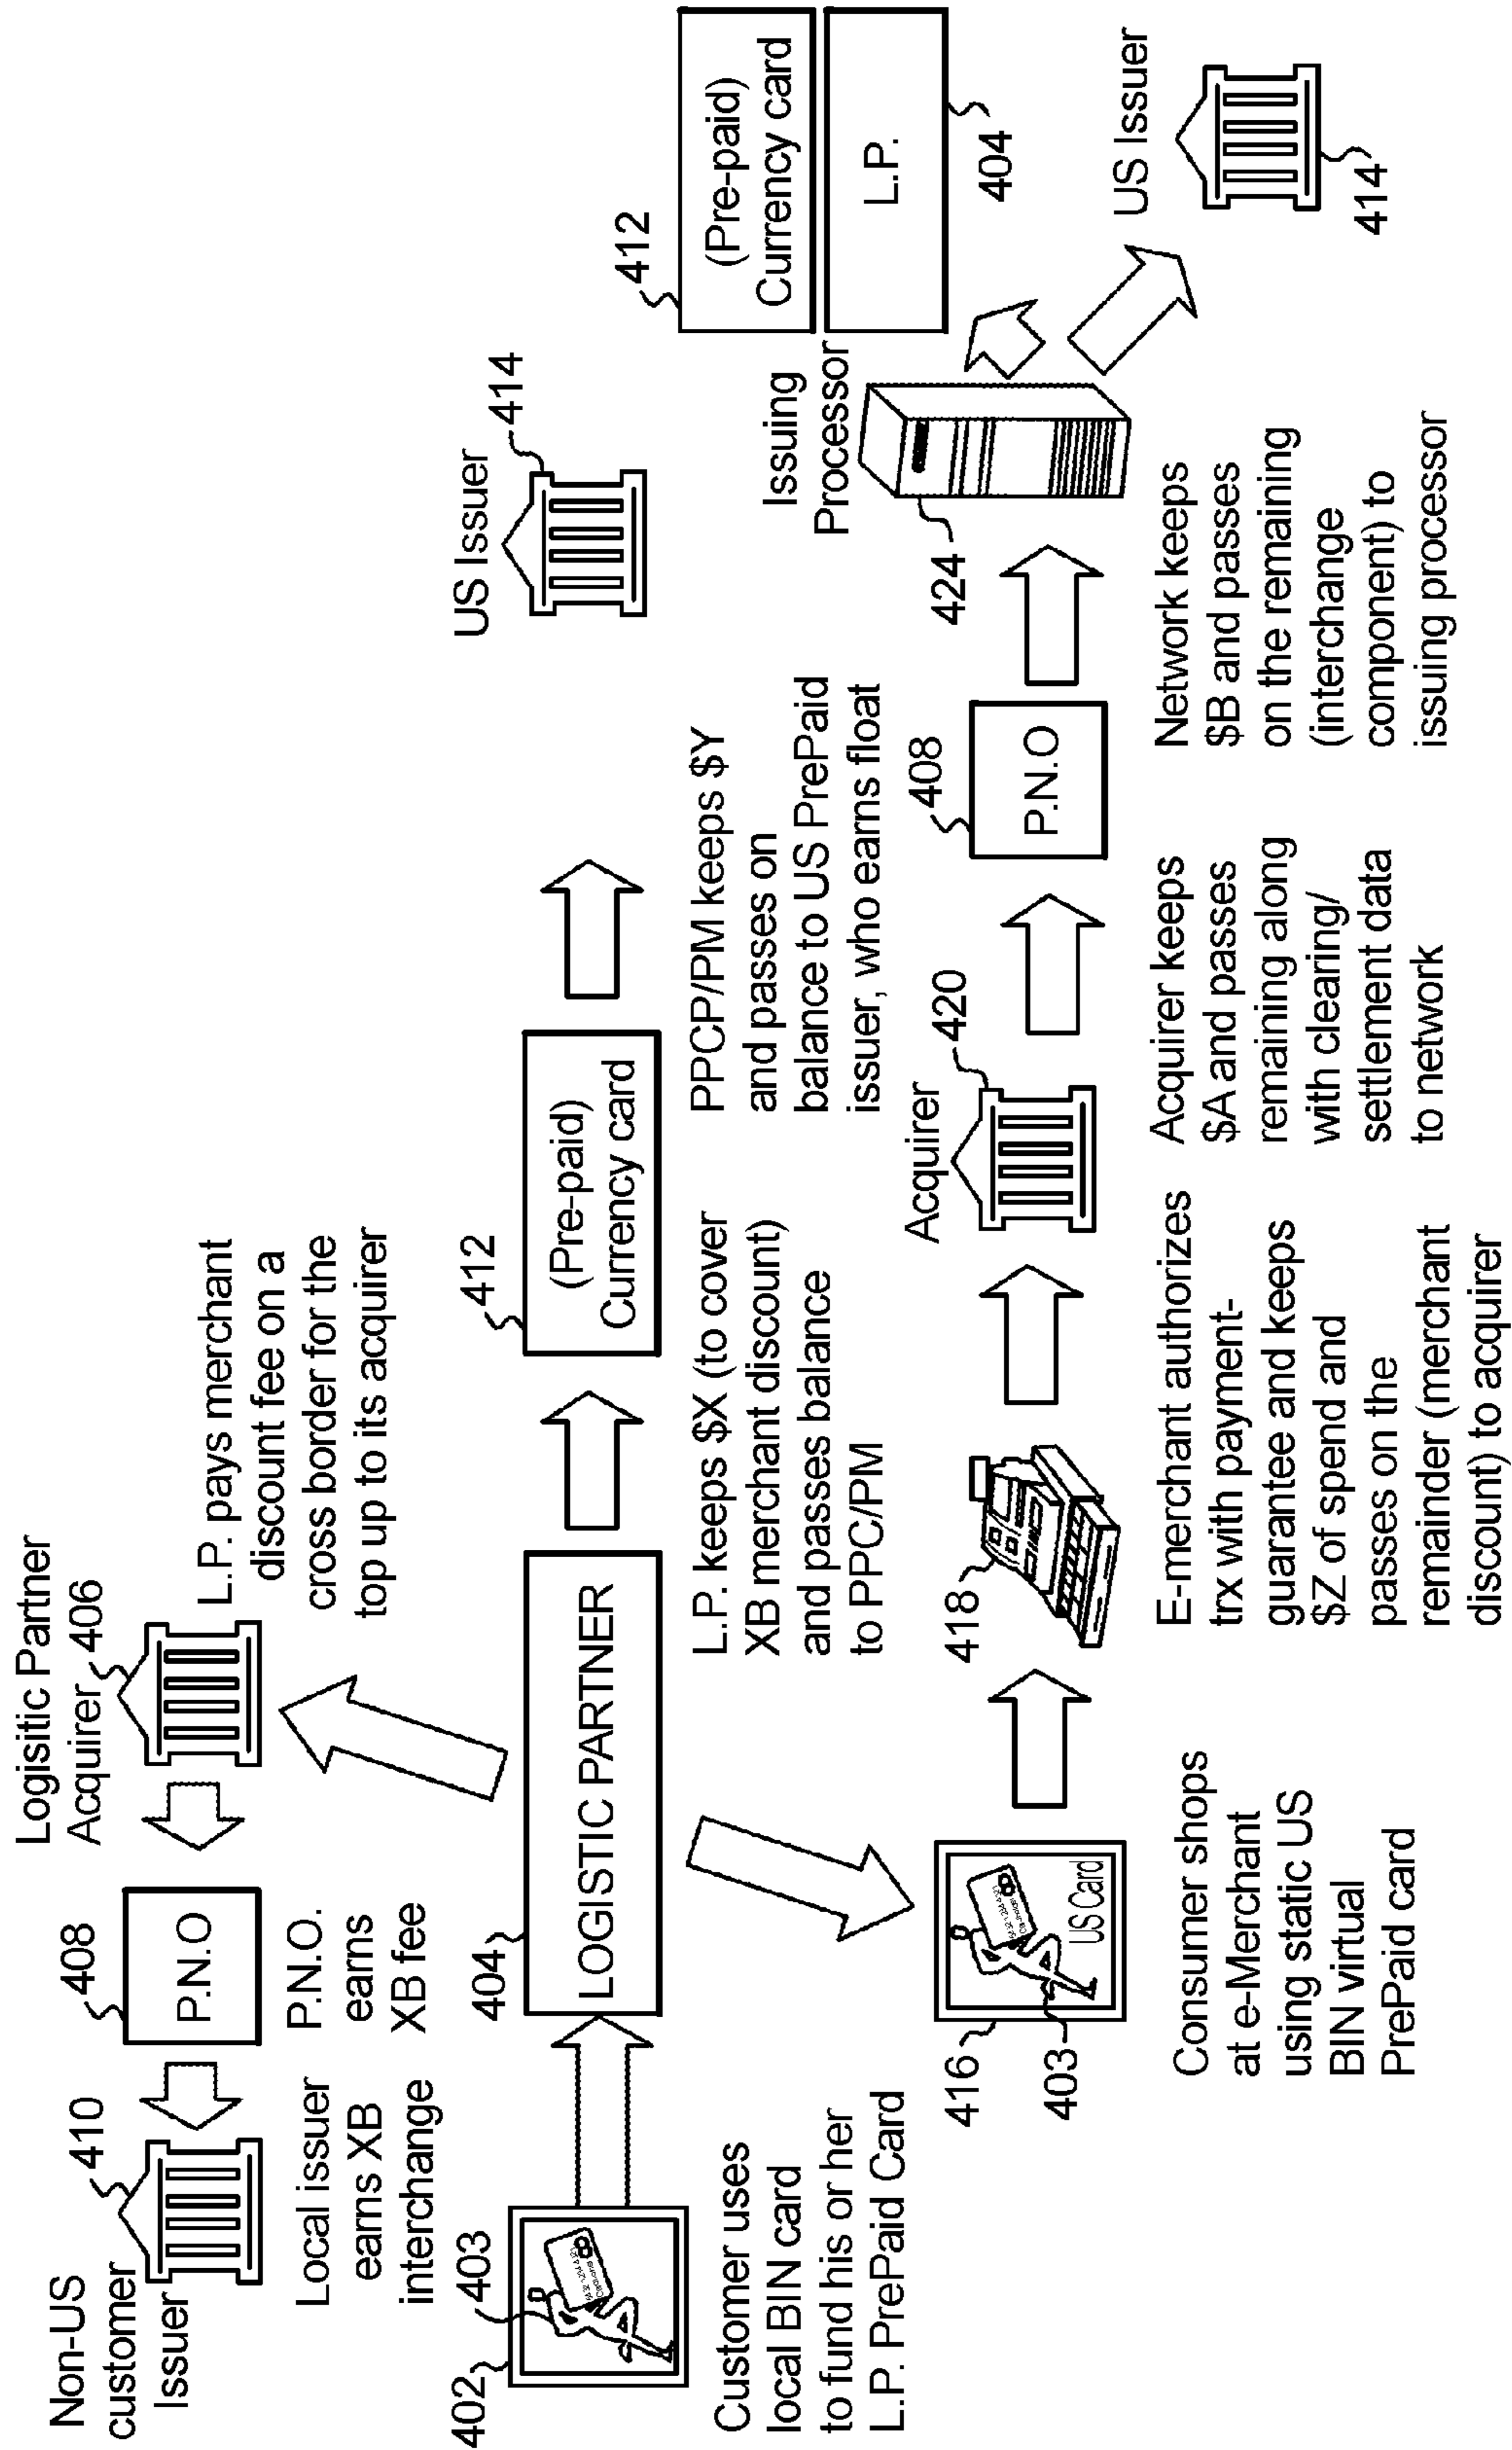 Non-US
customer
Issuer
410
408
P.N.O
Logisitic Partner
Acquirer 406
L.P. pays merchant
discount fee on a
cross border for the
top up to its acquirer
Local issuer
earns XB
interchange
P.N.O.
earns
XB fee
402
403
404
LOGISTIC PARTNER
412
(Pre-paid)
Currency card
US Issuer
414
Customer uses
local BIN card
to fund his or her
L.P. PrePaid Card
L.P. keeps $X (to cover
XB merchant discount)
and passes balance
to PPC/PM
PPCP/PM keeps $Y
and passes on
balance to US PrePaid
issuer, who earns float
412
(Pre-paid)
Currency card
L.P.
404
416
403
US Card
418
Acquirer
420
408
P.N.O
Issuing
Processor
424
US Issuer
414
Consumer shops
at e-Merchant
using static US
BIN virtual
PrePaid card
E-merchant authorizes
trx with payment-
guarantee and keeps
$Z of spend and
passes on the
remainder (merchant
discount) to acquirer
Acquirer keeps
$A and passes
remaining along
with clearing/
settlement data
to network
Network keeps
$B and passes
on the remaining
(interchange
component) to
issuing processor